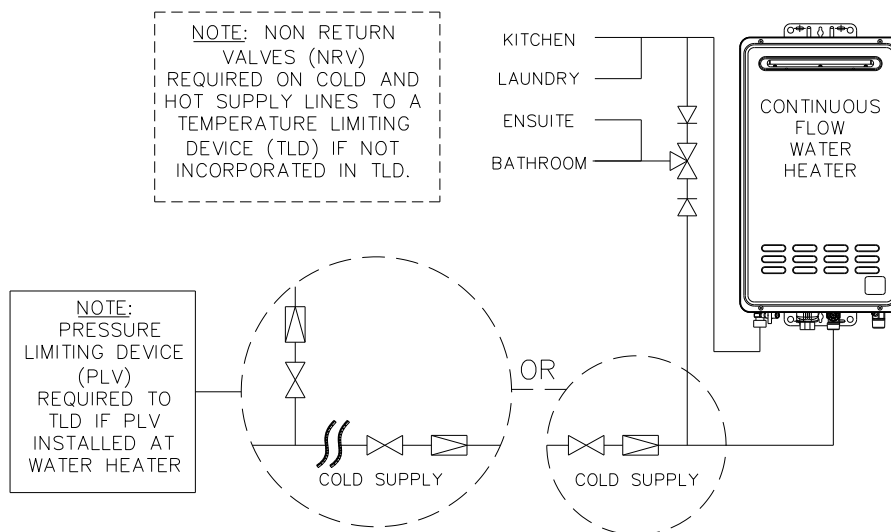 NOTE: NON RETURN
VALVES (NRV)
REQUIRED ON COLD AND
HOT SUPPLY LINES TO A
TEMPERATURE LIMITING
DEVICE (TLD) IF NOT
INCORPORATED IN TLD.
KITCHEN
LAUNDRY
ENSUITE
BATHROOM
CONTINUOUS
FLOW
WATER
HEATER
NOTE:
PRESSURE
LIMITING DEVICE
(PLV)
REQUIRED TO
TLD IF PLV
INSTALLED AT
WATER HEATER
OR
COLD SUPPLY
COLD SUPPLY